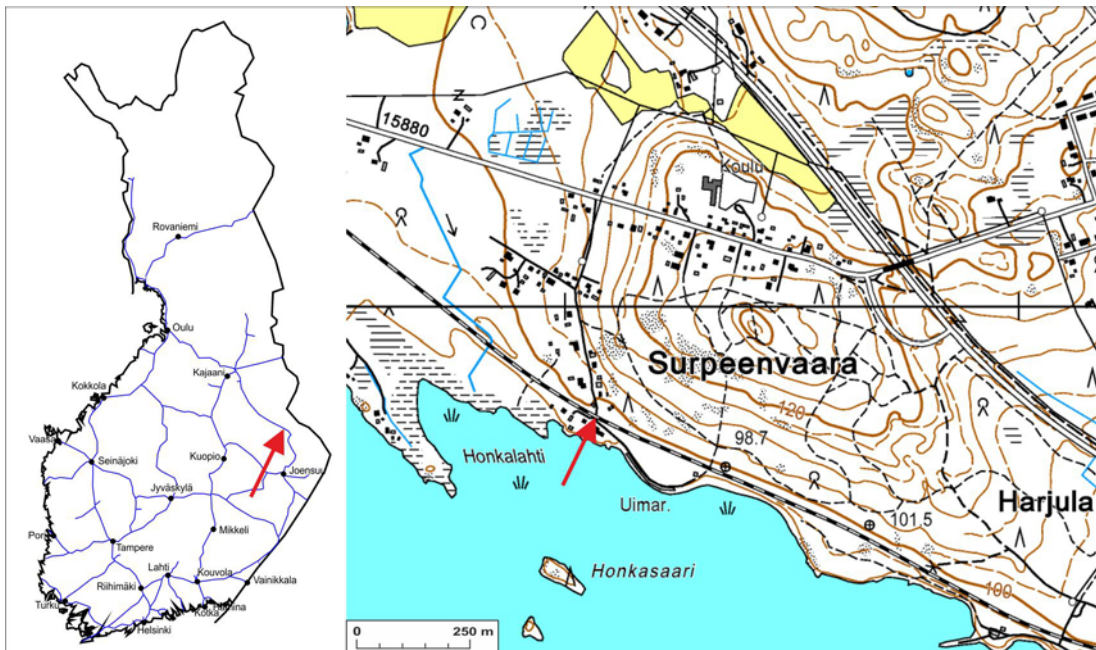 Rovaniemi
Oulu
Kajaani
Kokkola
Vaasa
Seinäjoki
Kuopio
Joensuu
Jyväskylä
Mikkeli
Pori
Tampere
Lahti
Kouvola
Vainikkala
Riihimäki
Turku
Kotka
Helsinki
15880
Koulu
Surpeenvaara
120
98.7
Honkalahti
Uimar.
101.5
Harjula
Honkasaari
100
0 250 m